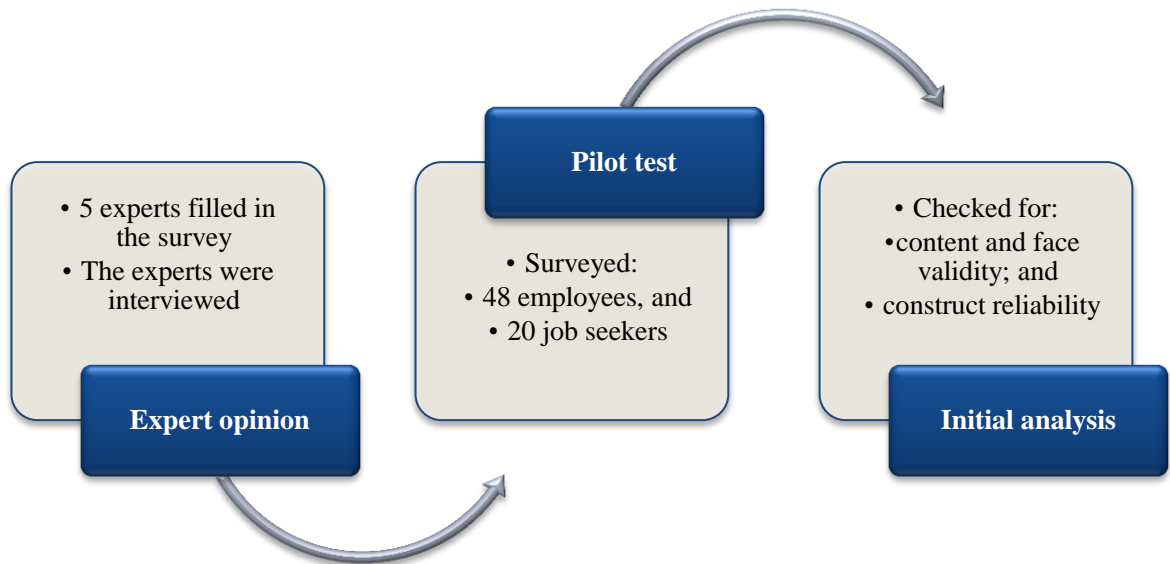 • 5 experts filled in
the survey
• The experts were
interviewed
Expert opinion
Pilot test
• Surveyed:
• 48 employees, and
• 20 job seekers
• Checked for:
•content and face
validity; and
• construct reliability
Initial analysis